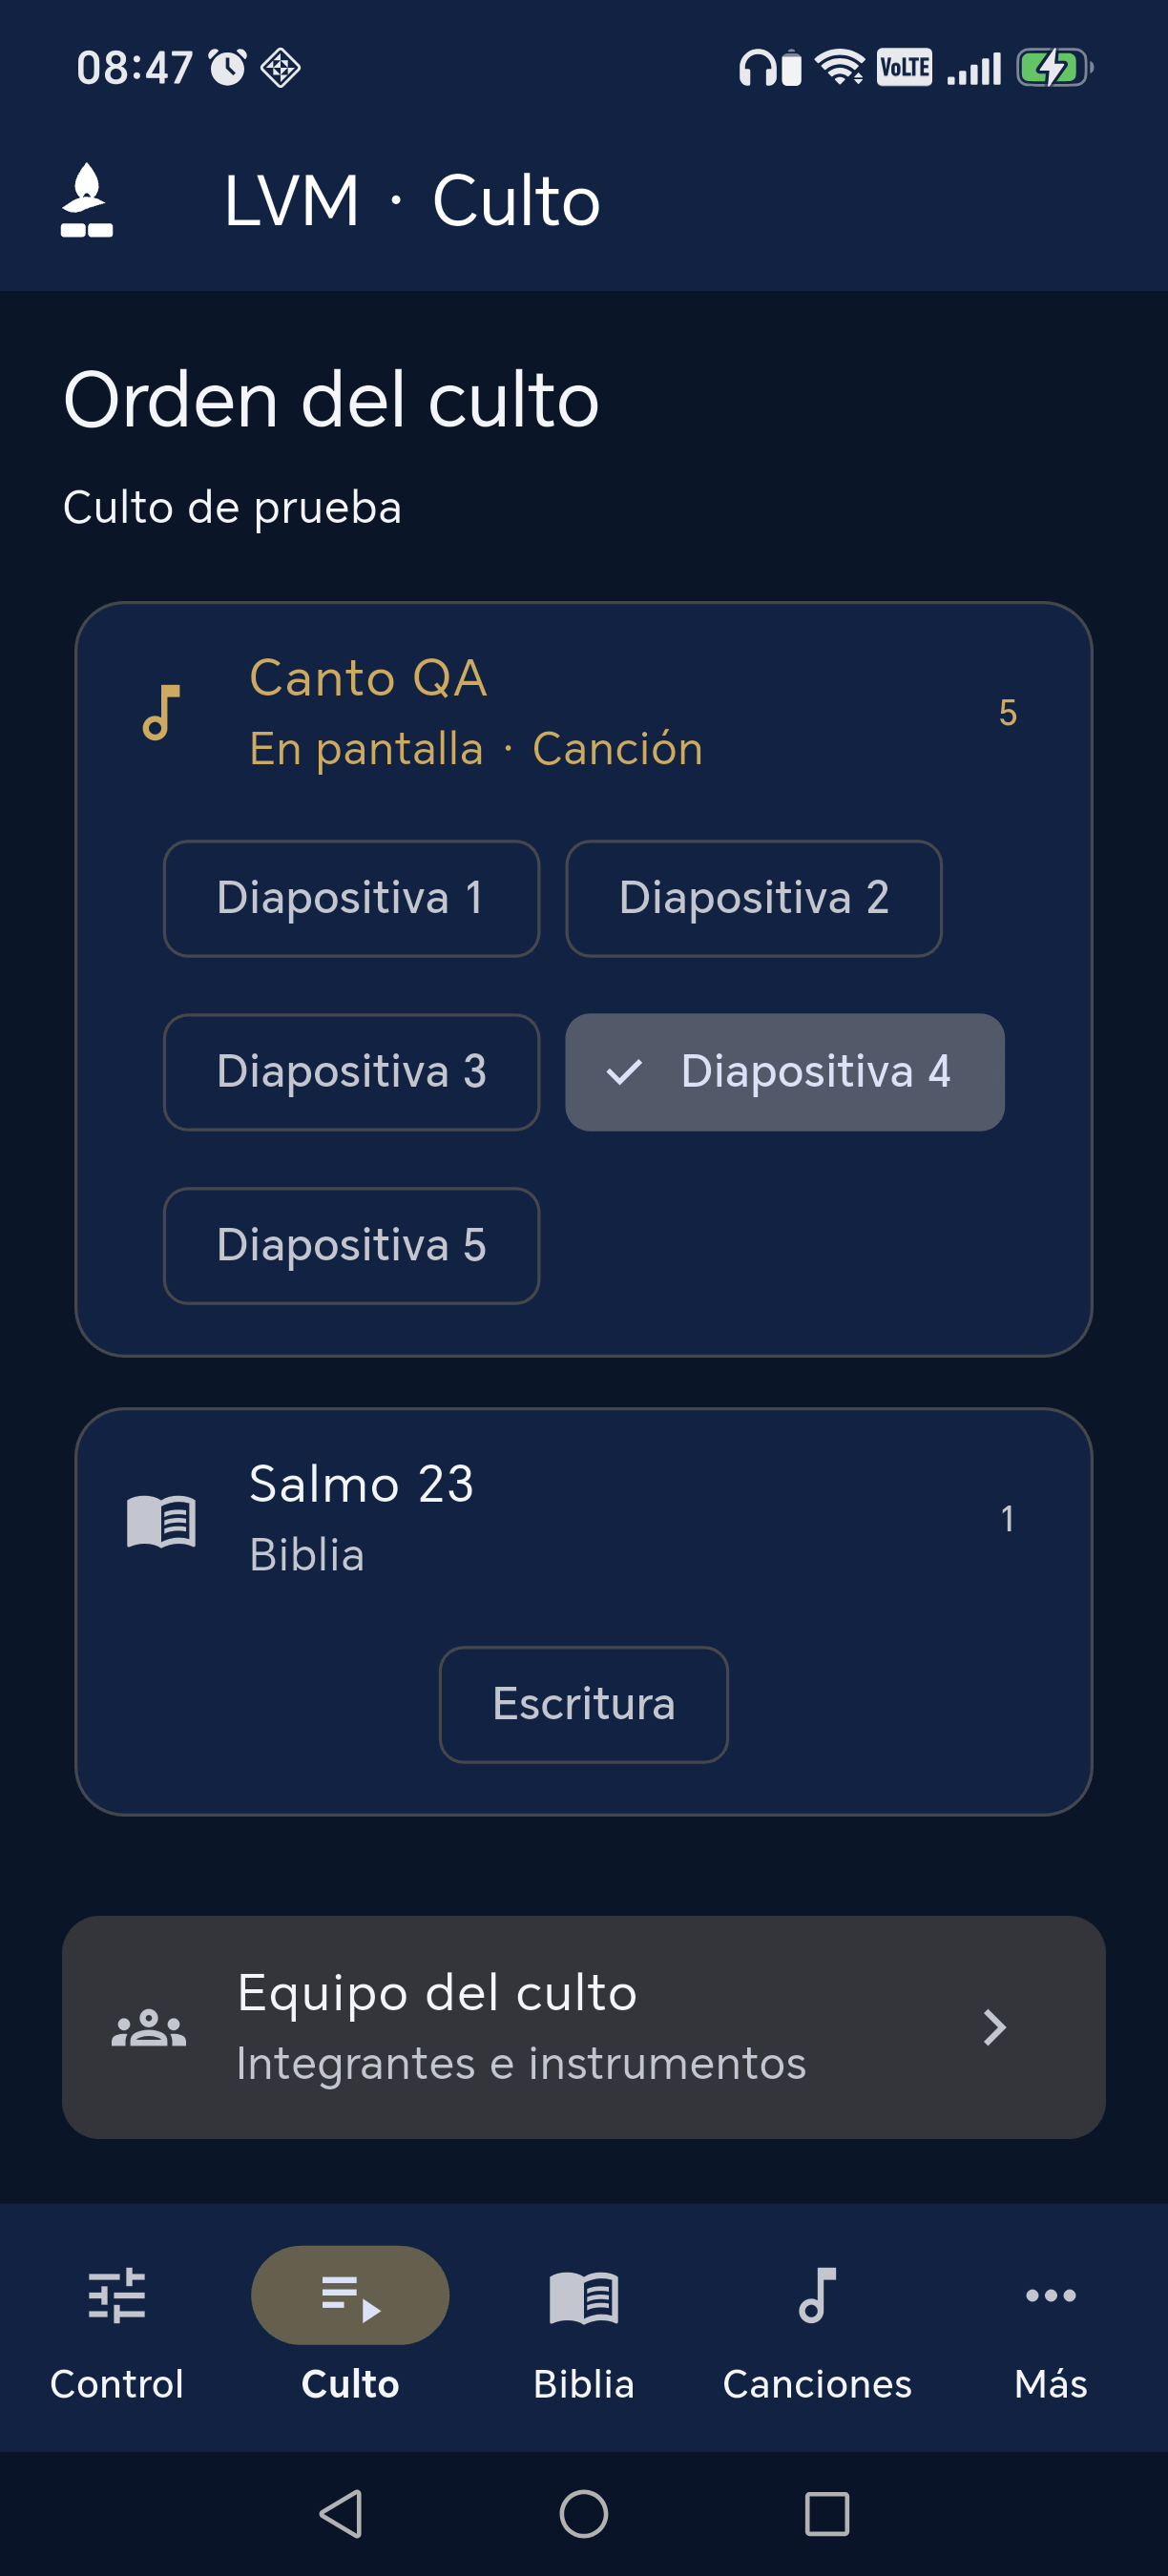 08:47
VoLTE
LVM · Culto
Orden del culto
Culto de prueba
Canto QA
En pantalla · Canción
5
Diapositiva 1
Diapositiva 2
Diapositiva 3
Diapositiva 4
Diapositiva 5
Salmo 23
Biblia
1
Escritura
Equipo del culto
Integrantes e instrumentos
Control
Culto
Biblia
Canciones
Más